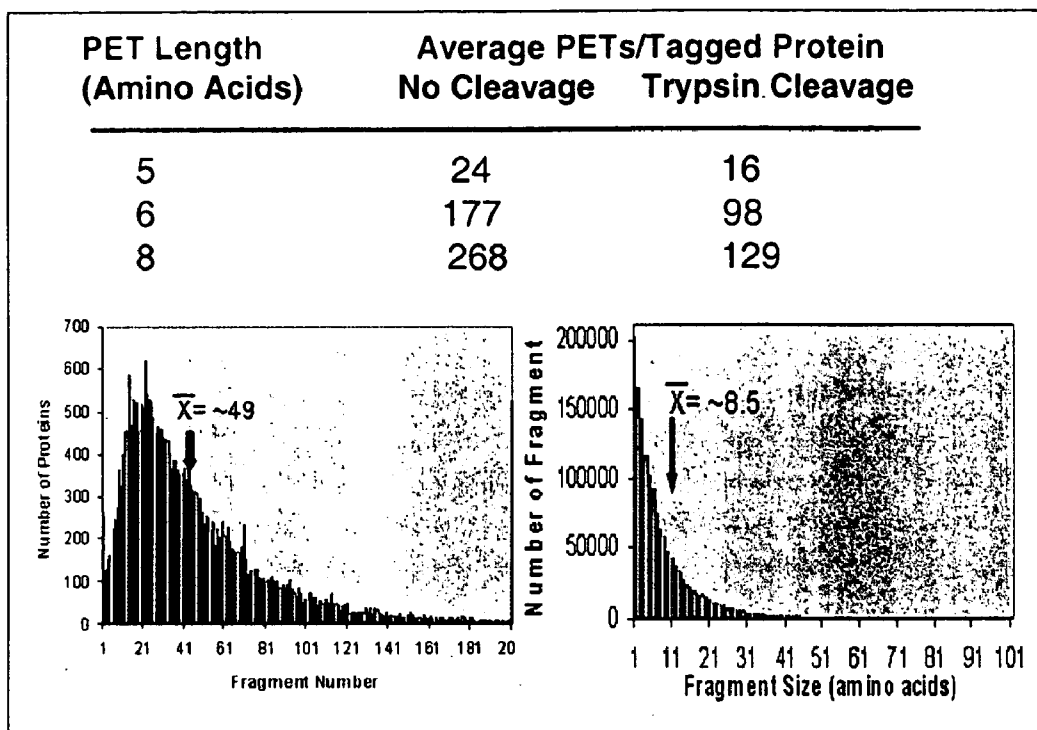 PET Length Average PETs/Tagged Protein
(Amino Acids) No Cleavage Trypsin Cleavage
5 24 16
6 177 98
8 268 129
700
600
500
400
300
200
100
0
Number of Proteins
X̅= ~49
1 21 41 61 81 101 121 141 161 181 20
Fragment Number
200000
150000
100000
50000
0
Number of Fragment
X̅= ~8.5
1 11 21 31 41 51 61 71 81 91 101
Fragment Size (amino acids)